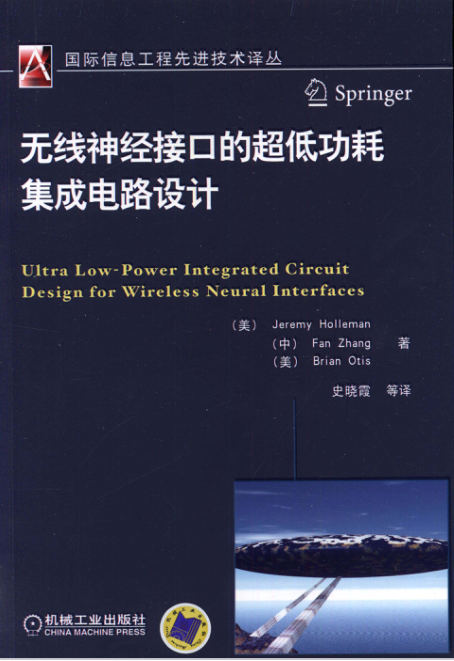 国际信息工程先进技术译丛
Springer
无线神经接口的超低功耗
集成电路设计
Ultra Low-Power Integrated Circuit
Design for Wireless Neural Interfaces
（美） Jeremy Holleman
（中） Fan Zhang 著
（美） Brian Otis
史晓霞 等译
机械工业出版社
CHINA MACHINE PRESS